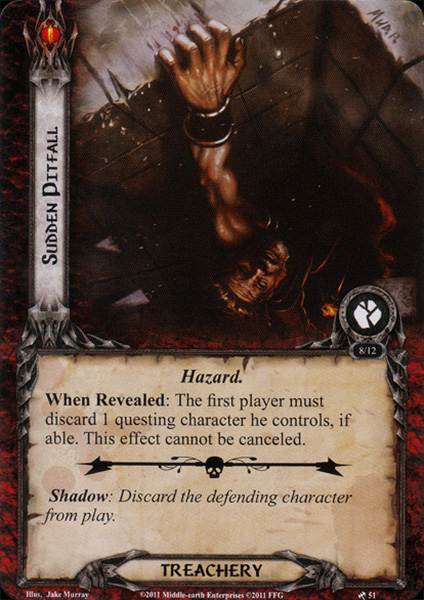 SUDDEN PITFALL
8/12
Hazard.
When Revealed: The first player must
discard 1 questing character he controls, if
able. This effect cannot be canceled.
Shadow: Discard the defending character
from play.
TREACHERY
Illus. Jake Murray
©2011 Middle-earth Enterprises ©2011 FFG
51